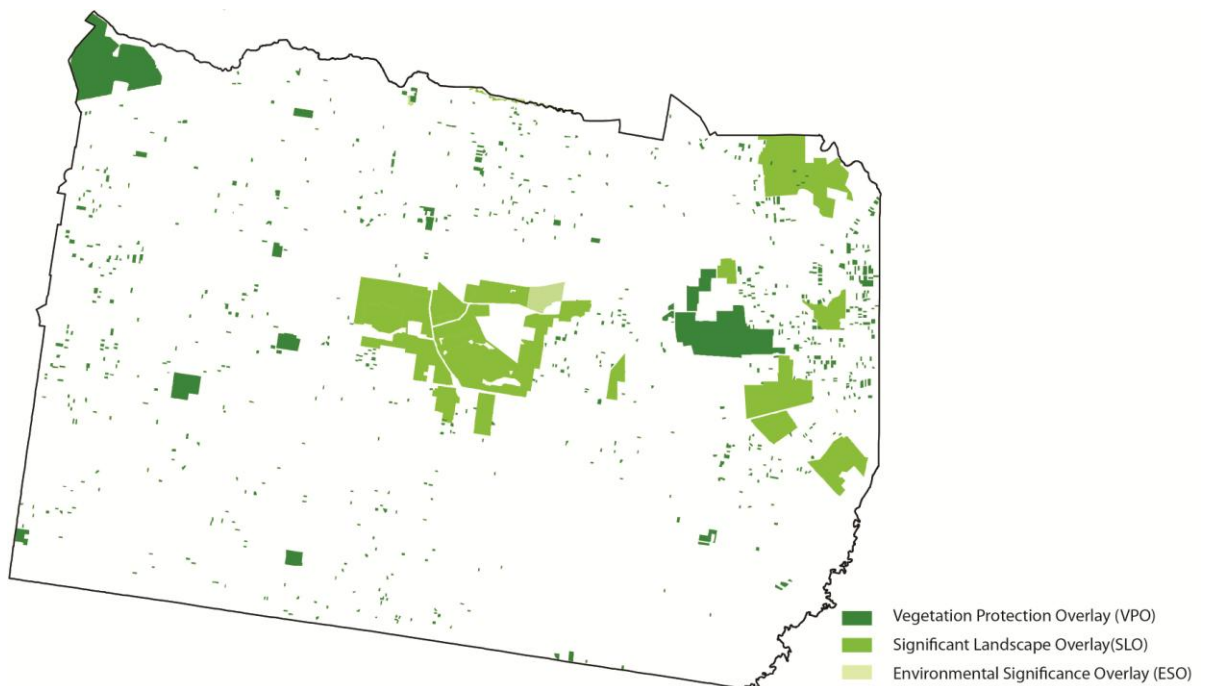 Vegetation Protection Overlay (VPO)
Significant Landscape Overlay(SLO)
Environmental Significance Overlay (ESO)